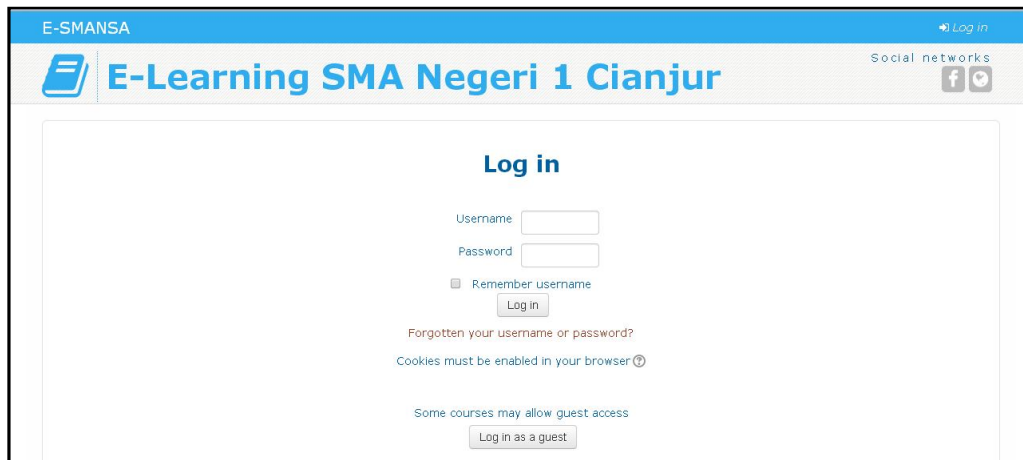 E-SMANSA
Log in
E-Learning SMA Negeri 1 Cianjur
Social networks
Log in
Username
Password
Remember username
Log in
Forgotten your username or password?
Cookies must be enabled in your browser
Some courses may allow guest access
Log in as a guest